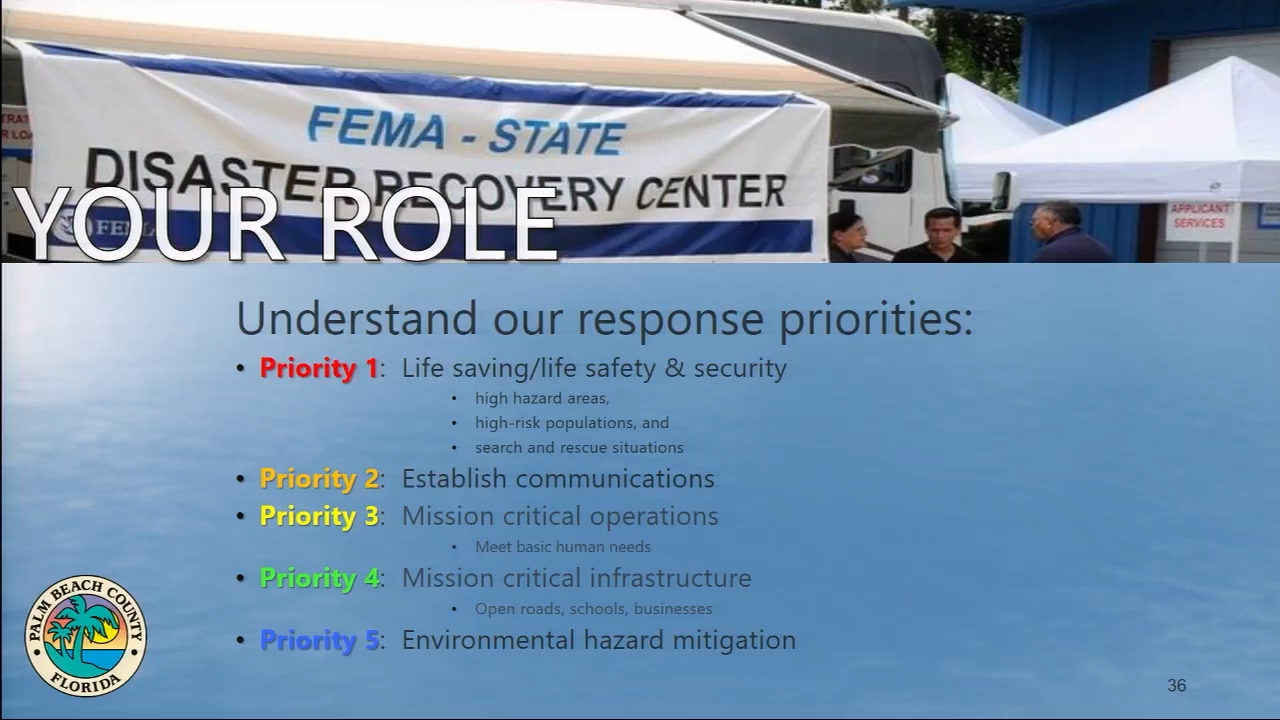 FEMA - STATE
DISASTER RECOVERY CENTER
FEMA
YOUR ROLE
APPLICANT
SERVICES
Understand our response priorities:
• Priority 1: Life saving/life safety & security
• high hazard areas,
• high-risk populations, and
• search and rescue situations
• Priority 2: Establish communications
• Priority 3: Mission critical operations
• Meet basic human needs
• Priority 4: Mission critical infrastructure
• Open roads, schools, businesses
• Priority 5: Environmental hazard mitigation
PALM BEACH COUNTY
FLORIDA
36